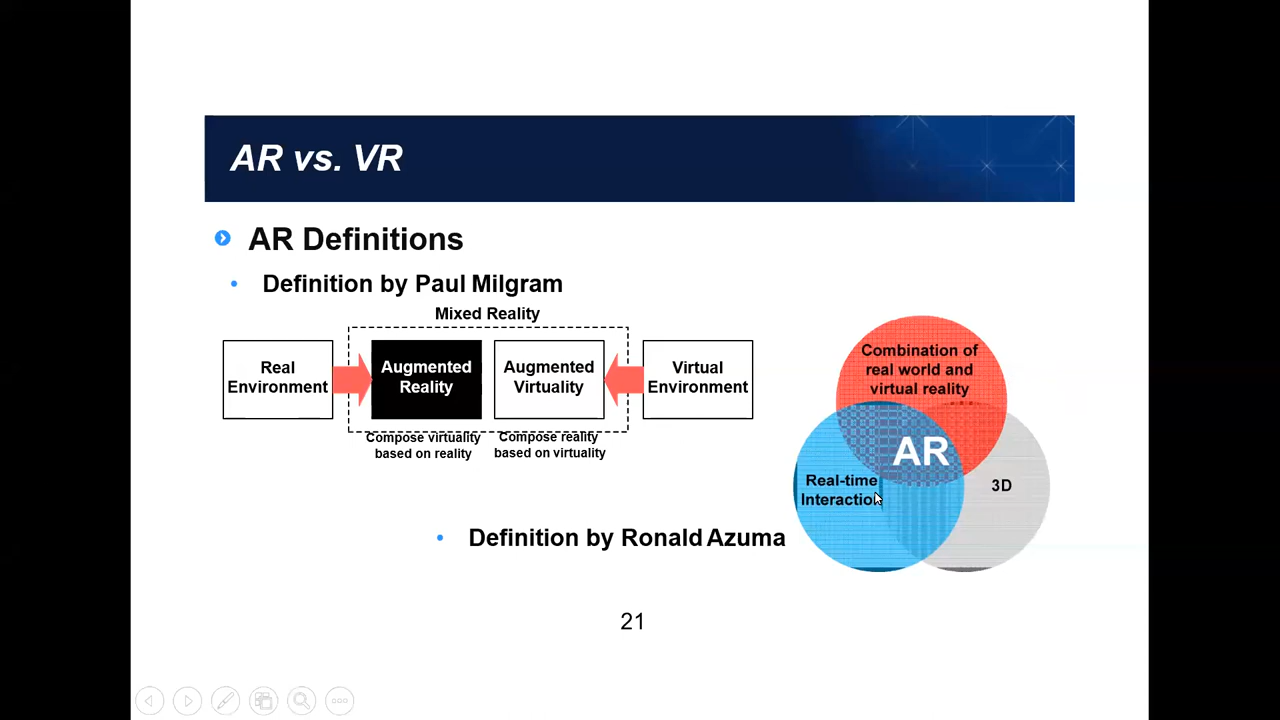 AR vs. VR
AR Definitions
Definition by Paul Milgram
Mixed Reality
Real
Environment
Augmented
Reality
Augmented
Virtuality
Virtual
Environment
Compose virtuality
based on reality
Compose reality
based on virtuality
Combination of
real world and
virtual reality
AR
Real-time
Interaction
3D
Definition by Ronald Azuma
21